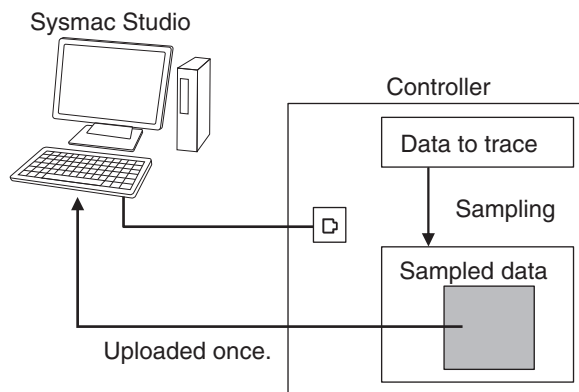 Sysmac Studio
Controller
Data to trace
Sampling
Sampled data
Uploaded once.